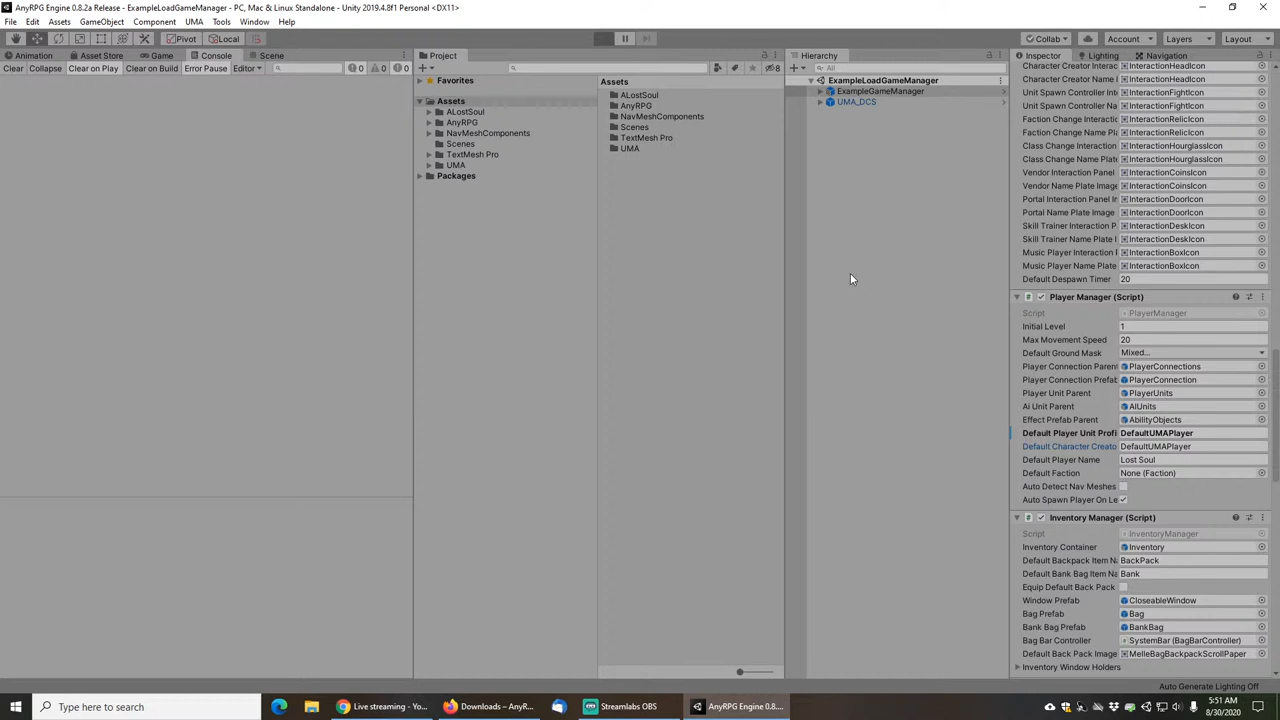 AnyRPG Engine 0.8.2a Release - ExampleLoadGameManager - PC, Mac & Linux Standalone - Unity 2019.4.8f1 Personal <DX11>
File Edit Assets GameObject Component UMA Tools Window Help
Pivot Local Collab Account Layers Layout
Animation Asset Store Game Console Scene
Clear Collapse Clear on Play Clear on Build Error Pause Editor 0 0 0
Project
8
Favorites
Assets
ALostSoul
AnyRPG
NavMeshComponents
Scenes
TextMesh Pro
UMA
Packages
Assets
ALostSoul
AnyRPG
NavMeshComponents
Scenes
TextMesh Pro
UMA
Hierarchy
All
ExampleLoadGameManager
ExampleGameManager
UMA_DCS
Inspector Lighting Navigation
Character Creator Interac InteractionHeadIcon
Character Creator Name InteractionHeadIcon
Unit Spawn Controller Inte InteractionFightIcon
Unit Spawn Controller Nam InteractionFightIcon
Faction Change Interaction InteractionRelicIcon
Faction Change Name Pla InteractionRelicIcon
Class Change Interaction InteractionHourglassIcon
Class Change Name Plate InteractionHourglassIcon
Vendor Interaction Panel InteractionCoinsIcon
Vendor Name Plate Image InteractionCoinsIcon
Portal Interaction Panel In InteractionDoorIcon
Portal Name Plate Image InteractionDoorIcon
Skill Trainer Interaction P InteractionDeskIcon
Skill Trainer Name Plate I InteractionDeskIcon
Music Player Interaction F InteractionBoxIcon
Music Player Name Plate InteractionBoxIcon
Default Despawn Timer 20
Player Manager (Script)
Script PlayerManager
Initial Level 1
Max Movement Speed 20
Default Ground Mask Mixed...
Player Connection Parent PlayerConnections
Player Connection Prefab PlayerConnection
Player Unit Parent PlayerUnits
Ai Unit Parent AIUnits
Effect Prefab Parent AbilityObjects
Default Player Unit Profi DefaultUMAPlayer
Default Character Creato DefaultUMAPlayer
Default Player Name Lost Soul
Default Faction None (Faction)
Auto Detect Nav Meshes
Auto Spawn Player On Le
Inventory Manager (Script)
Script InventoryManager
Inventory Container Inventory
Default Backpack Item Na BackPack
Default Bank Bag Item Na Bank
Equip Default Back Pack
Window Prefab CloseableWindow
Bag Prefab Bag
Bank Bag Prefab BankBag
Bag Bar Controller SystemBar (BagBarController)
Default Back Pack Image MelleBagBackpackScrollPaper
Inventory Window Holders
Auto Generate Lighting Off
Type here to search
Live streaming - Yo...
Downloads – AnyR...
Streamlabs OBS
AnyRPG Engine 0.8....
5:51 AM
8/30/2020